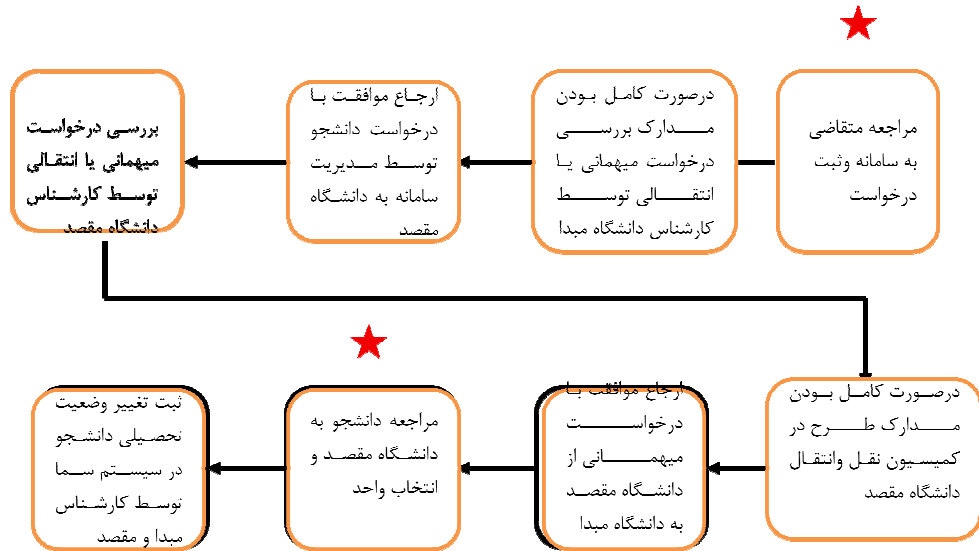 مراجعه متقاضی
به سامانه وثبت
درخواست
درصورت کامل بودن
مدارک بررسی
درخواست میهمانی یا
انتقالی توسط
کارشناس دانشگاه مبدا
ارجاع موافقت با
درخواست دانشجو
توسط مدیریت
سامانه به دانشگاه
مقصد
بررسی درخواست
میهمانی یا انتقالی
توسط کارشناس
دانشگاه مقصد
درصورت کامل بودن
مدارک طرح در
کمیسیون نقل وانتقال
دانشگاه مقصد
ارجاع موافقت با
درخواست
میهمانی از
دانشگاه مقصد
به دانشگاه مبدا
مراجعه دانشجو به
دانشگاه مقصد و
انتخاب واحد
ثبت تغییر وضعیت
تحصیلی دانشجو
در سیستم سما
توسط کارشناس
مبدا و مقصد